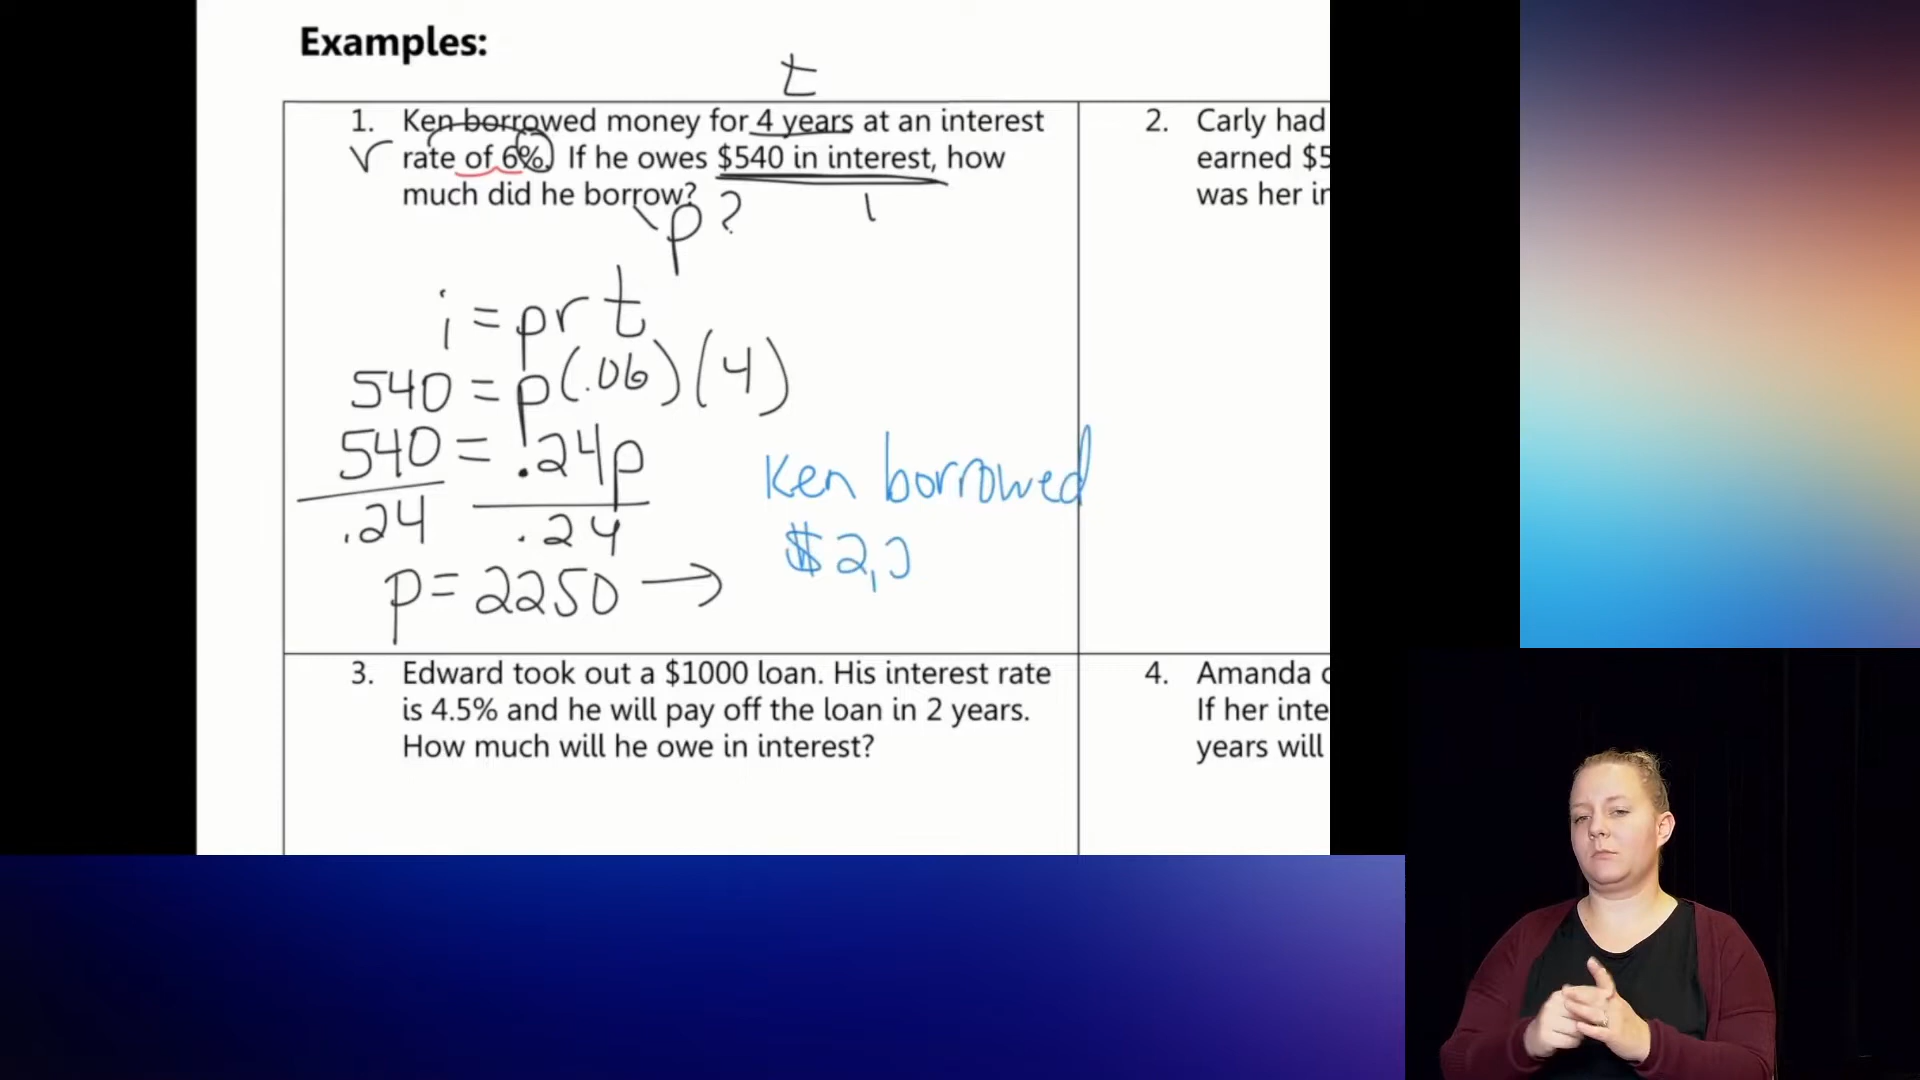 Examples:
t
1. Ken borrowed money for 4 years at an interest
r rate of 6%. If he owes $540 in interest, how
much did he borrow?
p? i
i = prt
540 = p(.06)(4)
540 = .24p
.24 .24
p = 2250 →
Ken borrowed
$2,
2. Carly had
earned $5
was her in
3. Edward took out a $1000 loan. His interest rate
is 4.5% and he will pay off the loan in 2 years.
How much will he owe in interest?
4. Amanda
If her inte
years will